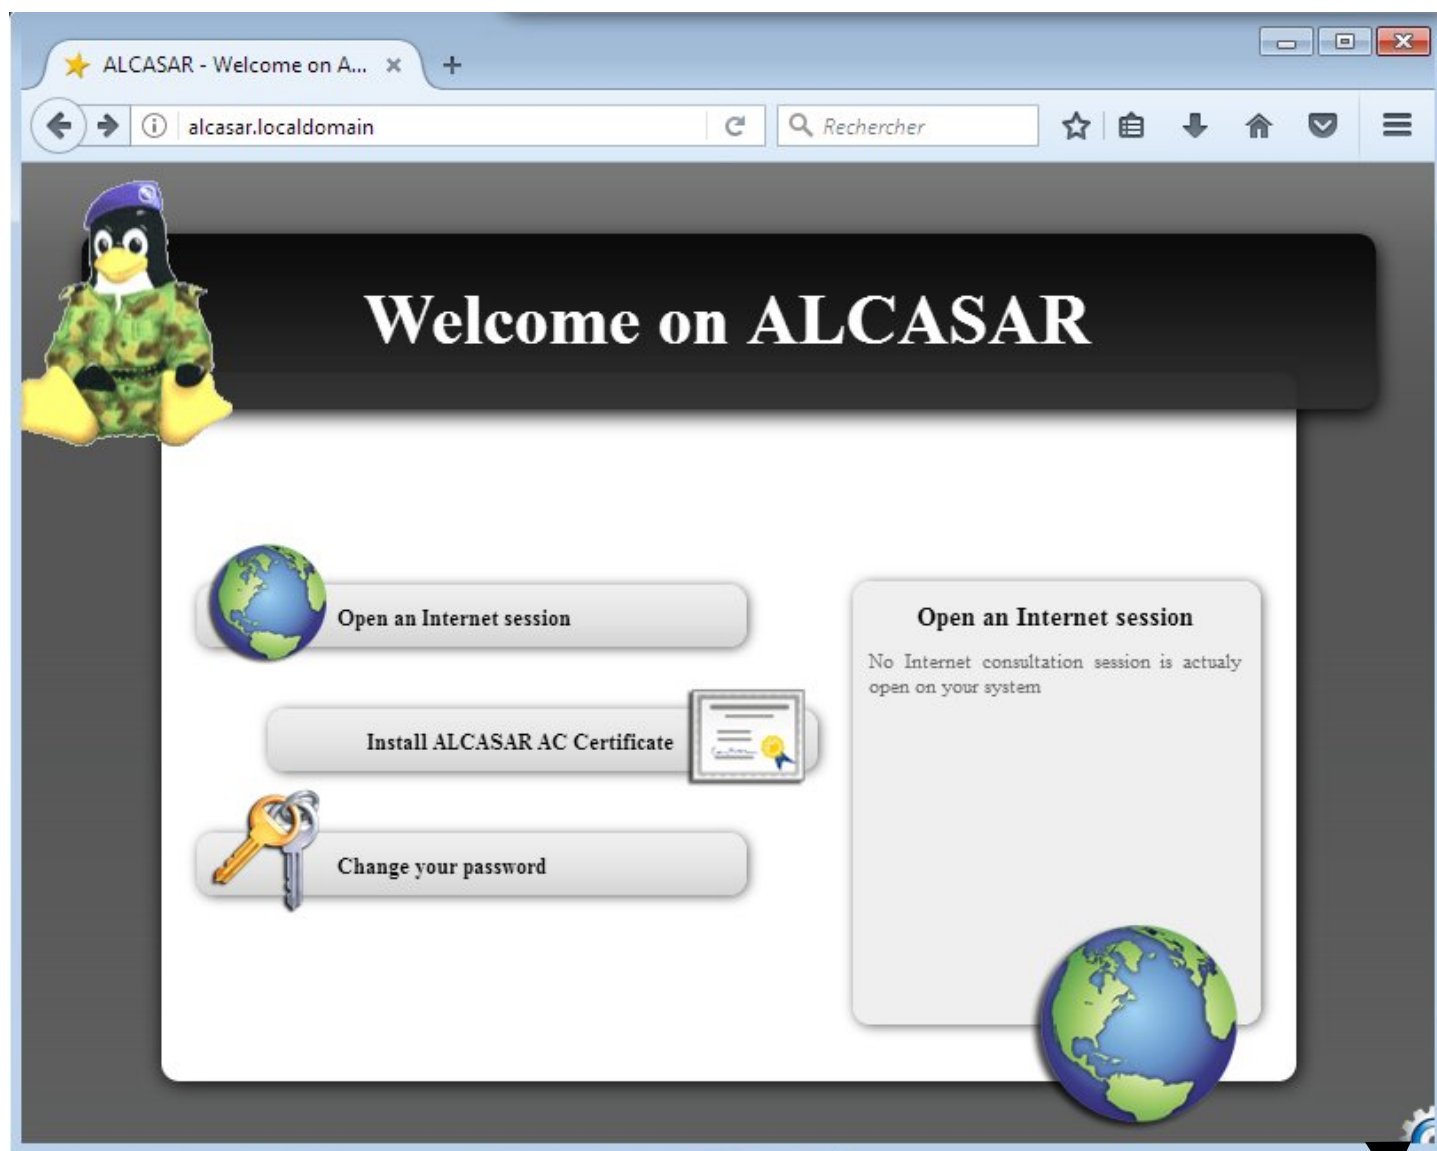 ALCASAR - Welcome on A...
alcasar.localdomain
Rechercher
Welcome on ALCASAR
Open an Internet session
Install ALCASAR AC Certificate
Change your password
Open an Internet session
No Internet consultation session is actualy
open on your system